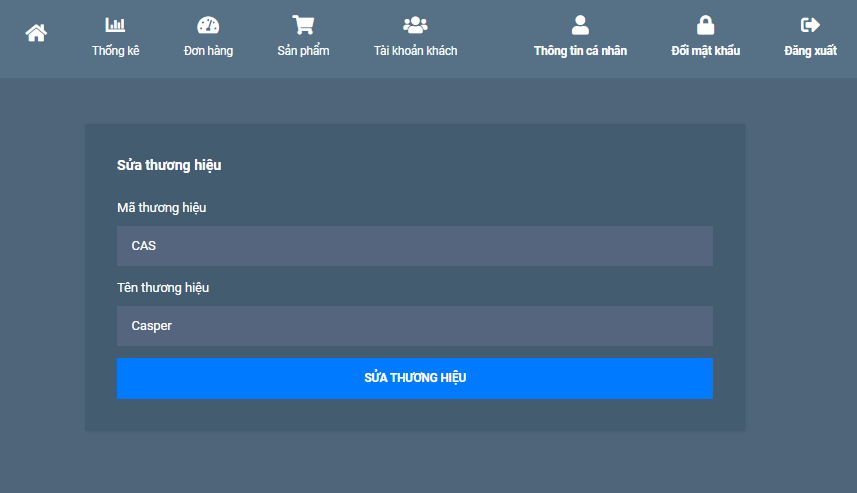 Thống kê
Đơn hàng
Sản phẩm
Tài khoản khách
Thông tin cá nhân
Đổi mật khẩu
Đăng xuất
Sửa thương hiệu
Mã thương hiệu
CAS
Tên thương hiệu
Casper
SỬA THƯƠNG HIỆU